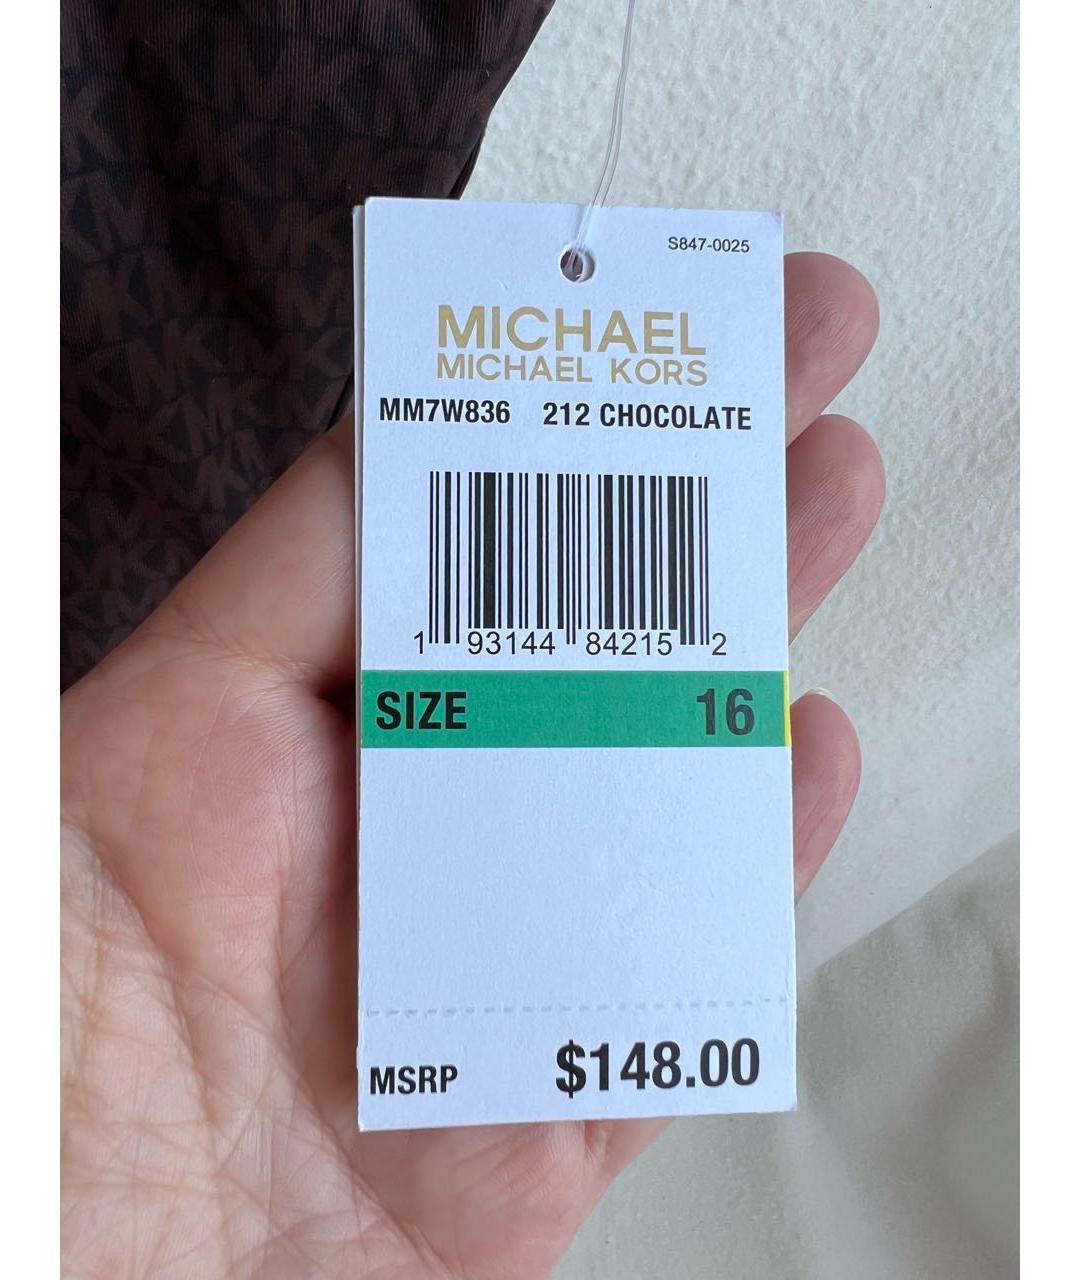 S847-0025
MICHAEL
MICHAEL KORS
MM7W836 212 CHOCOLATE
1 93144 84215 2
SIZE 16
MSRP $148.00